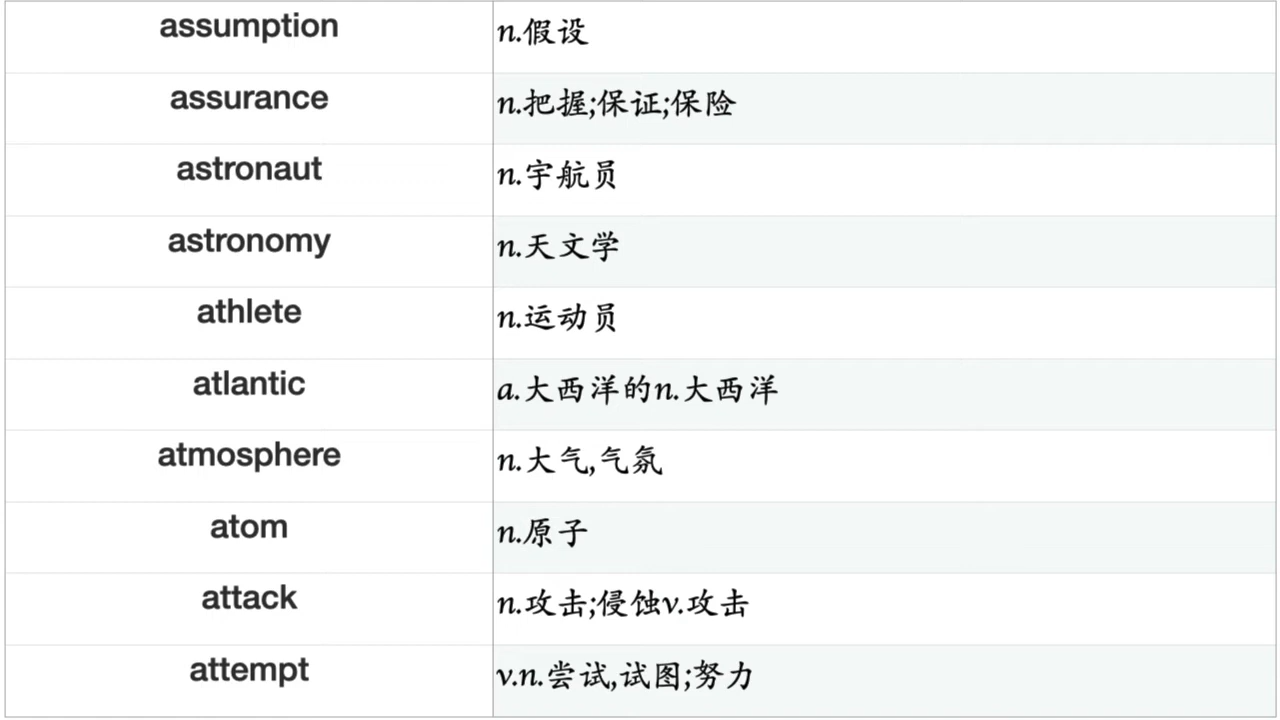 assumption n.假设
assurance n.把握;保证;保险
astronaut n.宇航员
astronomy n.天文学
athlete n.运动员
atlantic a.大西洋的n.大西洋
atmosphere n.大气,气氛
atom n.原子
attack n.攻击;侵蚀v.攻击
attempt v.n.尝试,试图;努力